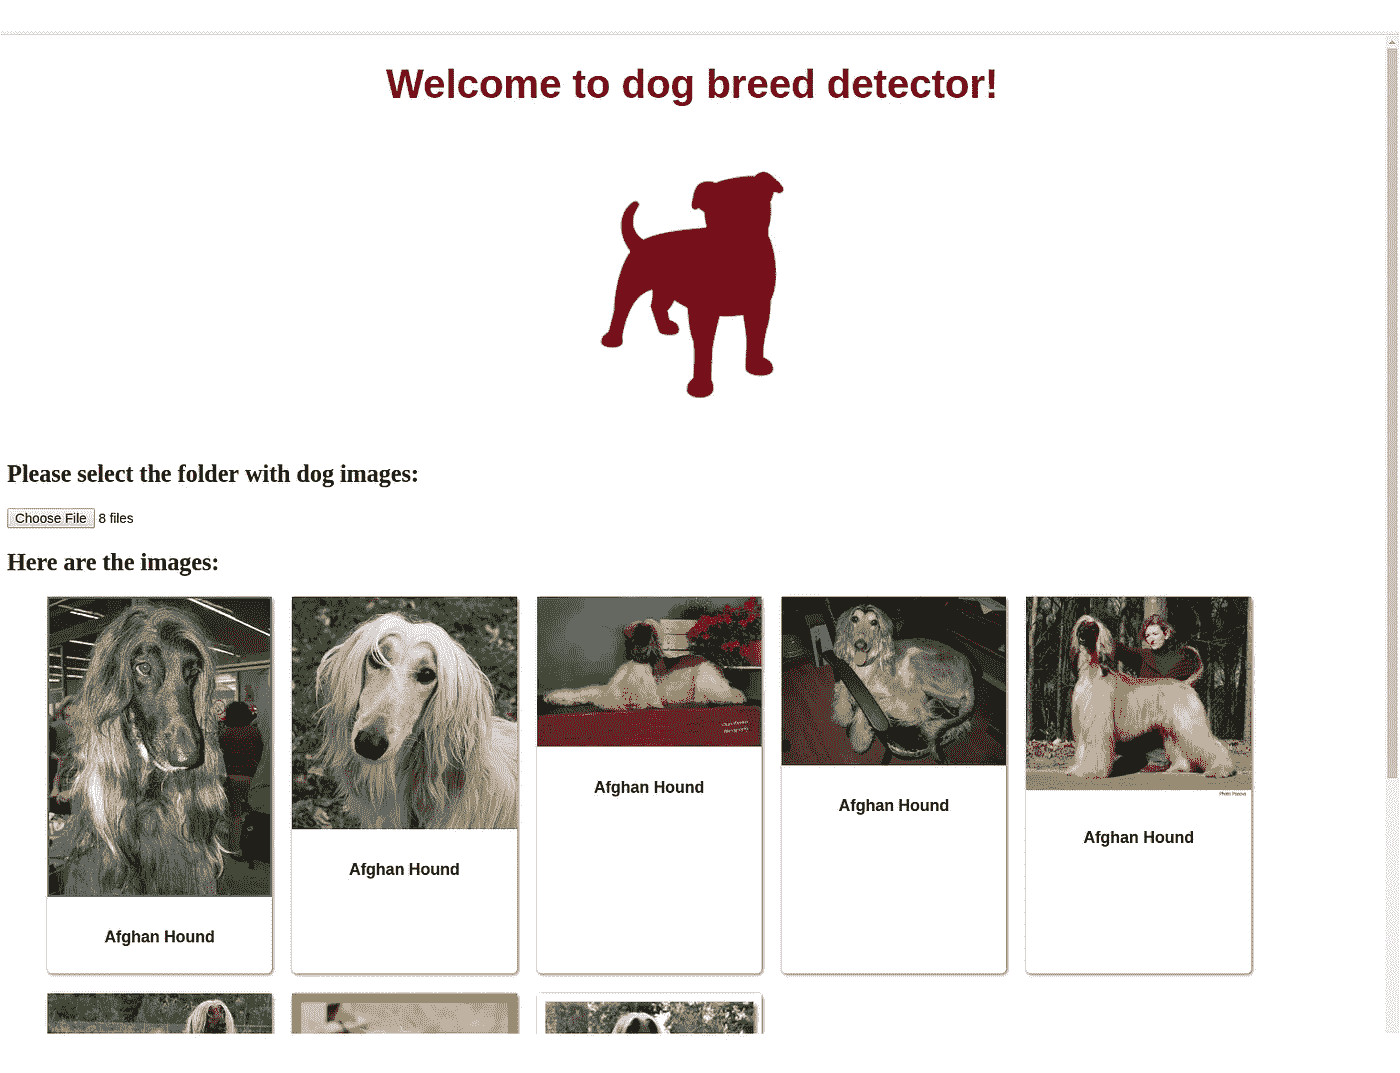 Welcome to dog breed detector!
Please select the folder with dog images:
Choose File 8 files
Here are the images:
Afghan Hound
Afghan Hound
Afghan Hound
Afghan Hound
Afghan Hound